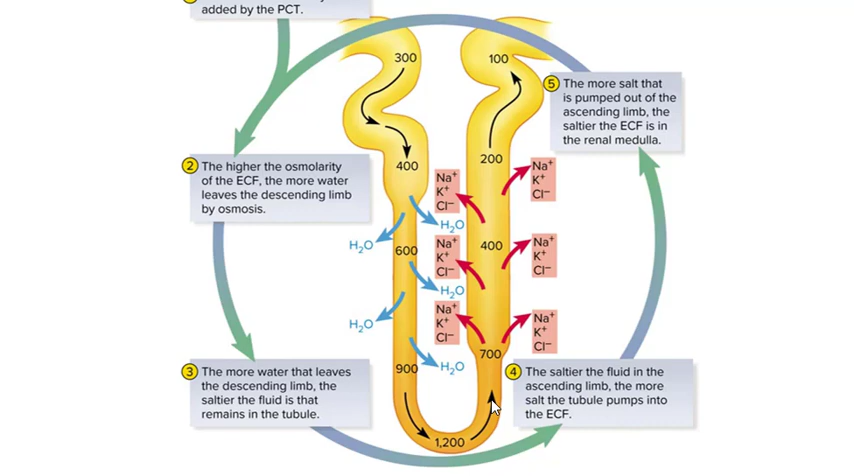 added by the PCT.
300
100
5 The more salt that
is pumped out of the
ascending limb, the
saltier the ECF is in
the renal medulla.
2 The higher the osmolarity
of the ECF, the more water
leaves the descending limb
by osmosis.
400
200
Na+
K+
Cl–
Na+
K+
Cl–
H2O
H2O
600
400
Na+
K+
Cl–
Na+
K+
Cl–
H2O
H2O
Na+
K+
Cl–
Na+
K+
Cl–
700
900
H2O
3 The more water that leaves
the descending limb, the
saltier the fluid is that
remains in the tubule.
4 The saltier the fluid in the
ascending limb, the more
salt the tubule pumps into
the ECF.
1,200